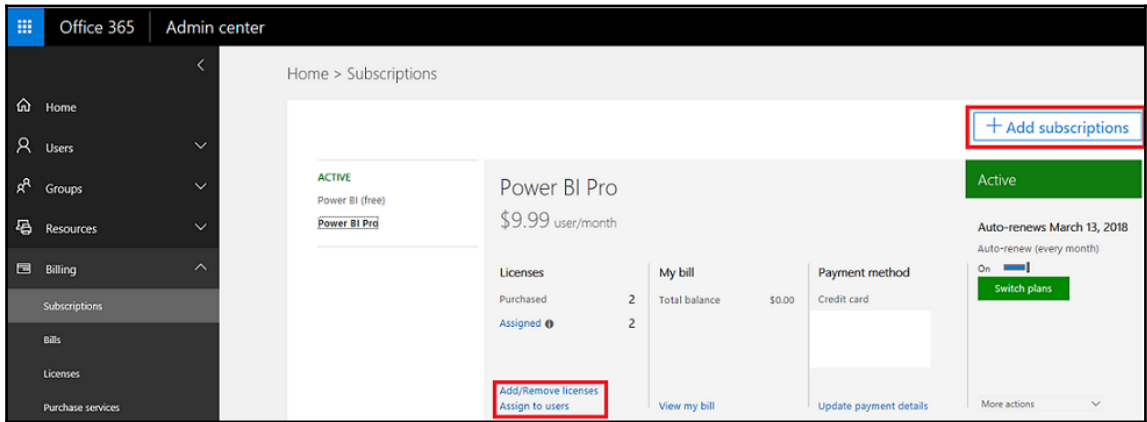 Office 365
Admin center
Home > Subscriptions
Home
Users
Groups
Resources
Billing
Subscriptions
Bills
Licenses
Purchase services
+ Add subscriptions
ACTIVE
Power BI (free)
Power BI Pro
Power BI Pro
$9.99 user/month
Licenses
Purchased 2
Assigned 2
Add/Remove licenses
Assign to users
My bill
Total balance $0.00
View my bill
Payment method
Credit card
Update payment details
Active
Auto-renews March 13, 2018
Auto-renew (every month)
On
Switch plans
More actions